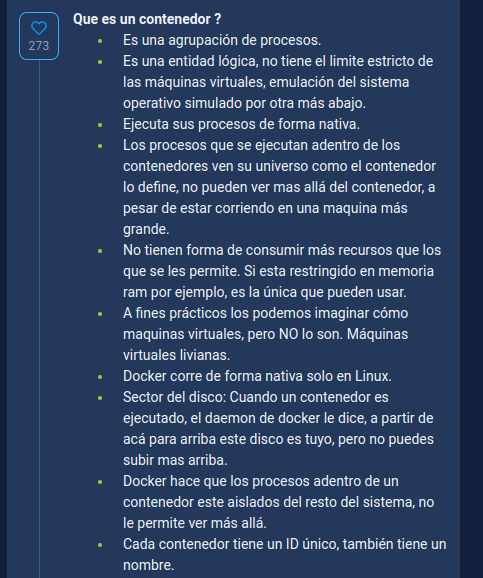 Que es un contenedor ?
273
Es una agrupación de procesos.
Es una entidad lógica, no tiene el limite estricto de
las máquinas virtuales, emulación del sistema
operativo simulado por otra más abajo.
Ejecuta sus procesos de forma nativa.
Los procesos que se ejecutan adentro de los
contenedores ven su universo como el contenedor
lo define, no pueden ver mas allá del contenedor, a
pesar de estar corriendo en una maquina más
grande.
No tienen forma de consumir más recursos que los
que se les permite. Si esta restringido en memoria
ram por ejemplo, es la única que pueden usar.
A fines prácticos los podemos imaginar cómo
maquinas virtuales, pero NO lo son. Máquinas
virtuales livianas.
Docker corre de forma nativa solo en Linux.
Sector del disco: Cuando un contenedor es
ejecutado, el daemon de docker le dice, a partir de
acá para arriba este disco es tuyo, pero no puedes
subir mas arriba.
Docker hace que los procesos adentro de un
contenedor este aislados del resto del sistema, no
le permite ver más allá.
Cada contenedor tiene un ID único, también tiene un
nombre.